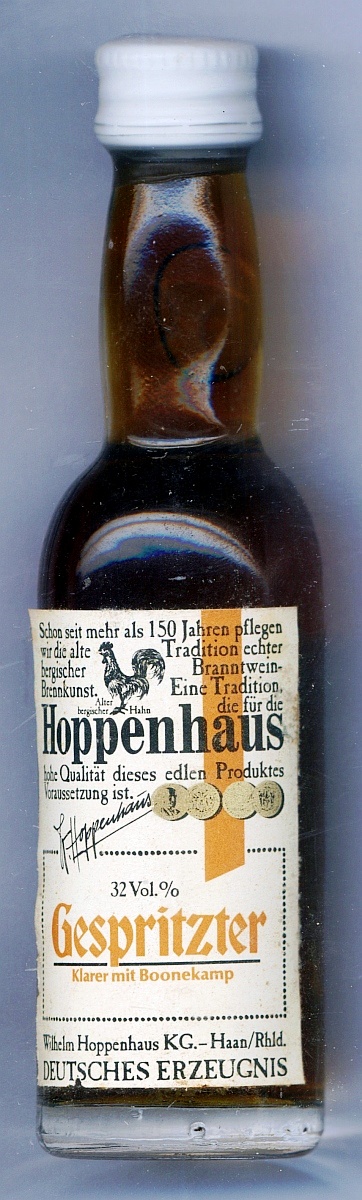 Schon seit mehr als 150 Jahren pflegen
wir die alte Tradition echter
bergischer Branntwein-
Brennkunst. Eine Tradition,
Alter
bergischer Hahn
die für die
Hoppenhaus
hohe Qualität dieses edlen Produktes
Voraussetzung ist.
K. Hoppenhaus
32 Vol.%
Gespritzter
Klarer mit Boonekamp
Wilhelm Hoppenhaus KG. – Haan/Rhld.
DEUTSCHES ERZEUGNIS